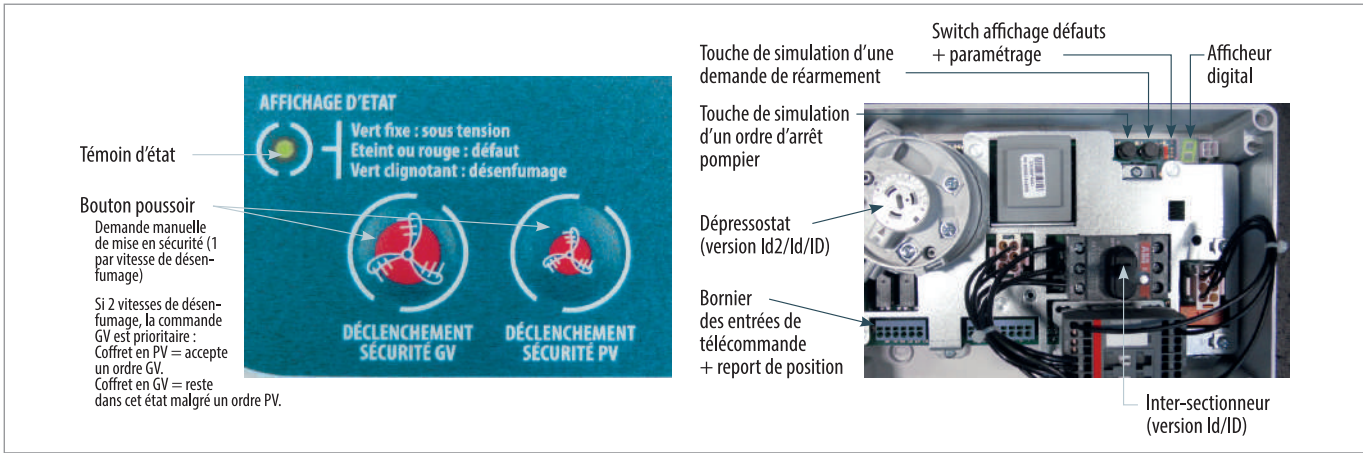 AFFICHAGE D'ETAT
Vert fixe : sous tension
Eteint ou rouge : défaut
Vert clignotant : désenfumage
Témoin d'état
Bouton poussoir
Demande manuelle
de mise en sécurité (1
par vitesse de désen-
fumage)
Si 2 vitesses de désen-
fumage, la commande
GV est prioritaire :
Coffret en PV = accepte
un ordre GV.
Coffret en GV = reste
dans cet état malgré un ordre PV.
DÉCLENCHEMENT
SÉCURITÉ GV
DÉCLENCHEMENT
SÉCURITÉ PV
Switch affichage défauts
+ paramétrage
Afficheur
digital
Touche de simulation d'une
demande de réarmement
Touche de simulation
d'un ordre d'arrêt
pompier
Dépressostat
(version Id2/Id/ID)
Bornier
des entrées de
télécommande
+ report de position
Inter-sectionneur
(version Id/ID)